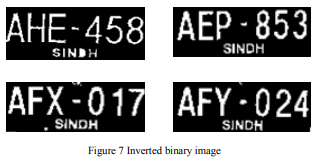 AHE-458
SINDH
AEP-853
SINDH
AFX-017
SINDH
AFY-024
SINDH
Figure 7 Inverted binary image